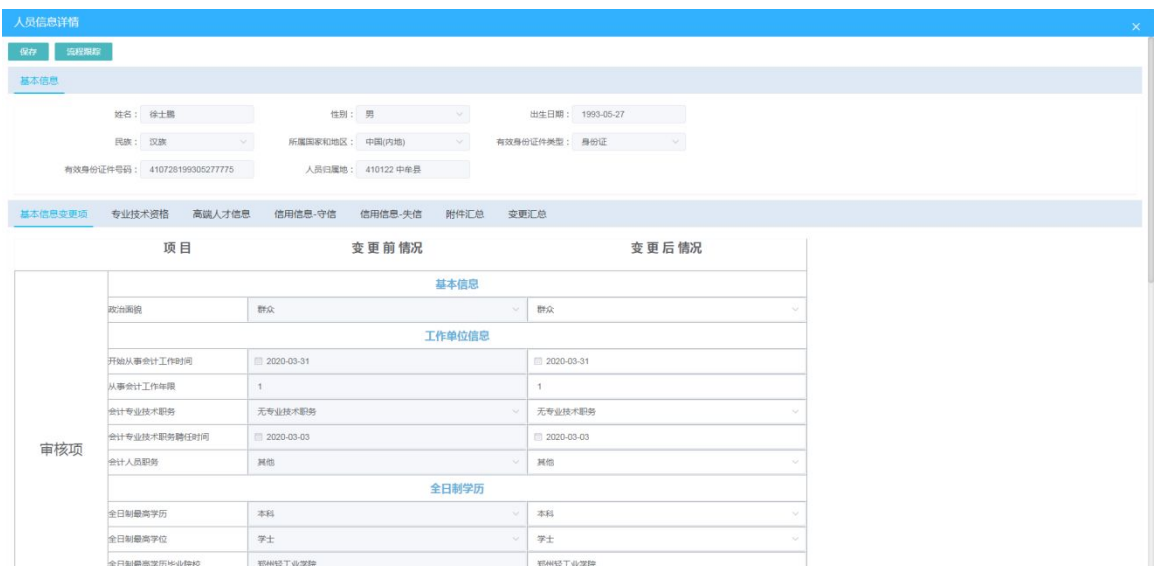 人员信息详情
保存 流程跟踪
基本信息
姓名： 徐士鹏 性别： 男 出生日期： 1993-05-27
民族： 汉族 所属国家和地区： 中国(内地) 有效身份证件类型： 身份证
有效身份证件号码： 410728199305277775 人员归属地： 410122 中牟县
基本信息变更项 专业技术资格 高端人才信息 信用信息-守信 信用信息-失信 附件汇总 变更汇总
项 目 变 更 前 情况 变 更 后 情况
基本信息
政治面貌 群众 群众
工作单位信息
开始从事会计工作时间 2020-03-31 2020-03-31
从事会计工作年限 1 1
会计专业技术职务 无专业技术职务 无专业技术职务
会计专业技术职务聘任时间 2020-03-03 2020-03-03
审核项
会计人员职务 其他 其他
全日制学历
全日制最高学历 本科 本科
全日制最高学位 学士 学士
全日制最高学历毕业院校 郑州轻工业学院 郑州轻工业学院